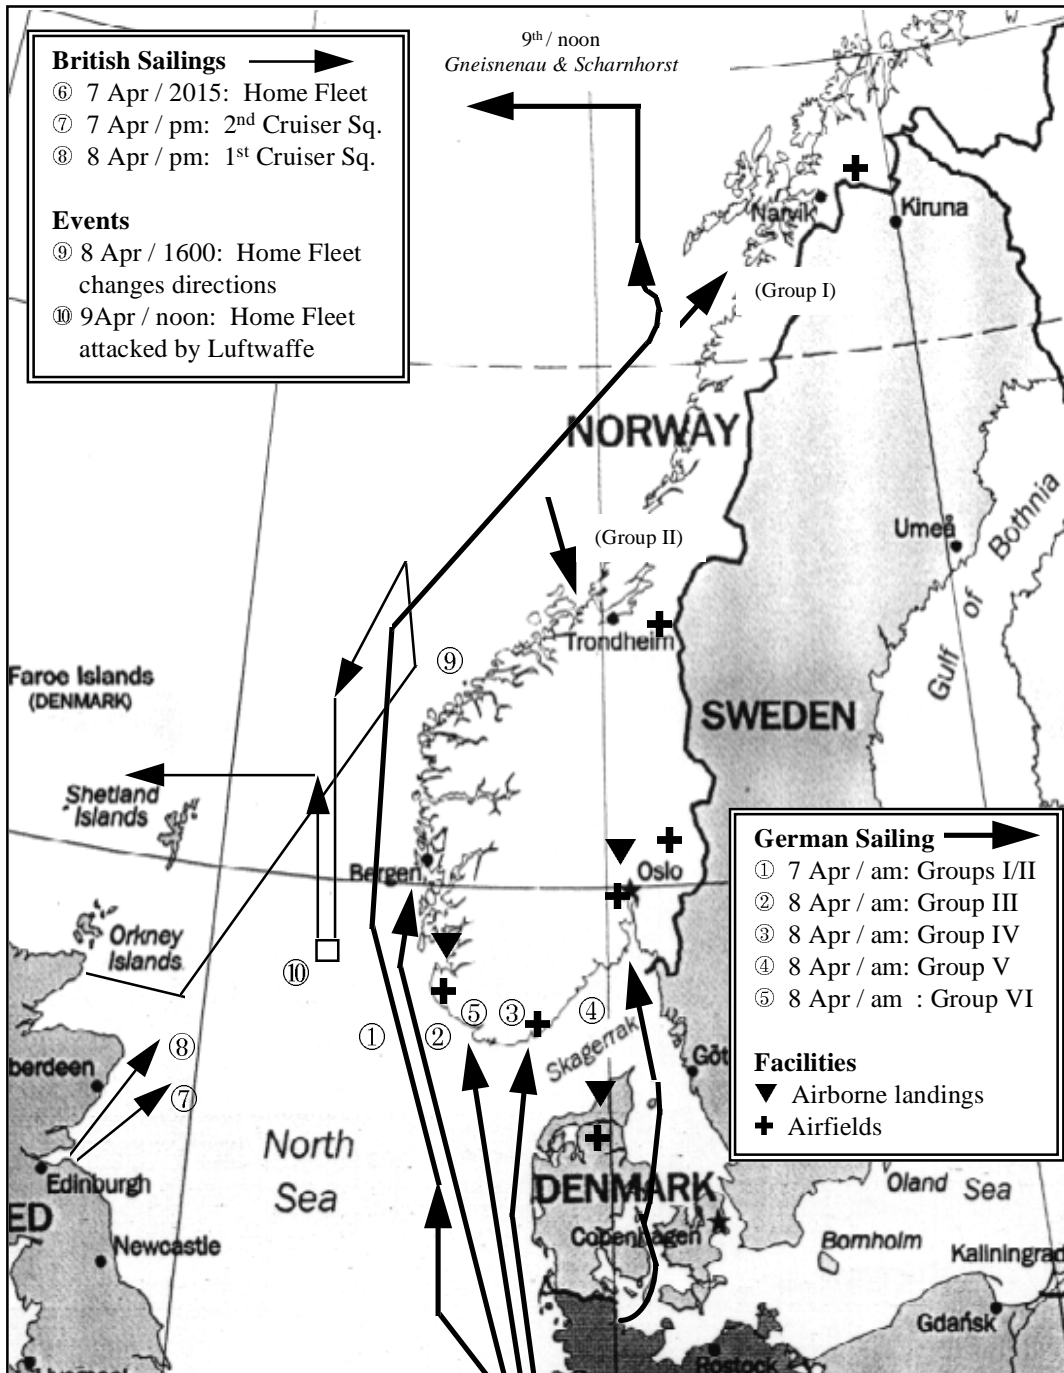 British Sailings
⑥ 7 Apr / 2015: Home Fleet
⑦ 7 Apr / pm: 2nd Cruiser Sq.
⑧ 8 Apr / pm: 1st Cruiser Sq.
Events
⑨ 8 Apr / 1600: Home Fleet
changes directions
⑩ 9Apr / noon: Home Fleet
attacked by Luftwaffe
9th / noon
Gneisnenau & Scharnhorst
Narvik
Kiruna
(Group I)
NORWAY
(Group II)
Umeå
Gulf of Bothnia
Trondheim
⑨
Faroe Islands
(DENMARK)
SWEDEN
Shetland
Islands
Bergen
Oslo
Orkney
Islands
⑩
①
②
⑤
③
④
Skagerrak
Göt
German Sailing
① 7 Apr / am: Groups I/II
② 8 Apr / am: Group III
③ 8 Apr / am: Group IV
④ 8 Apr / am: Group V
⑤ 8 Apr / am : Group VI
Facilities
Airborne landings
Airfields
⑧
berdeen
⑦
North
Sea
Edinburgh
ED
Newcastle
DENMARK
Copenhagen
Oland
Sea
Bornholm
Kaliningrad
Gdańsk
Rostock